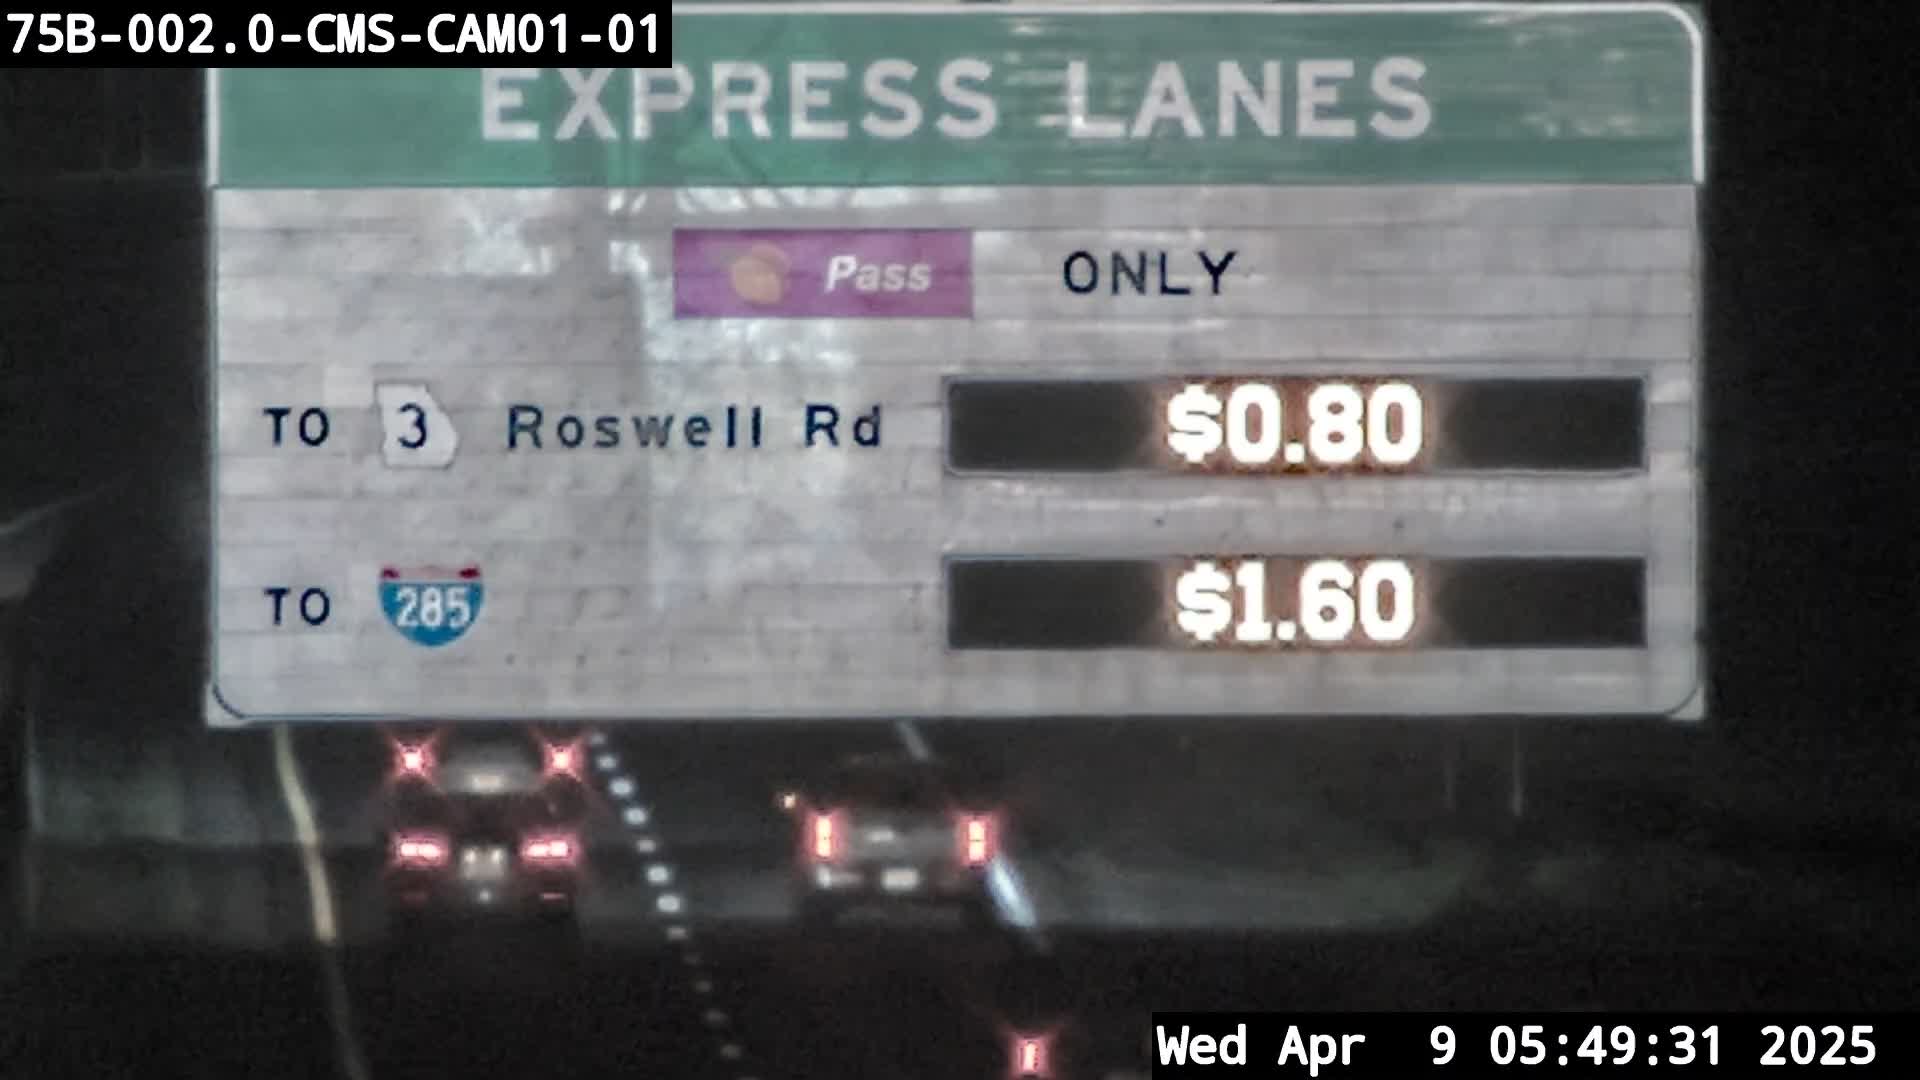 75B-002.0-CMS-CAM01-01
EXPRESS LANES
Pass ONLY
TO 3 Roswell Rd $0.80
TO 285 $1.60
Wed Apr 9 05:49:31 2025